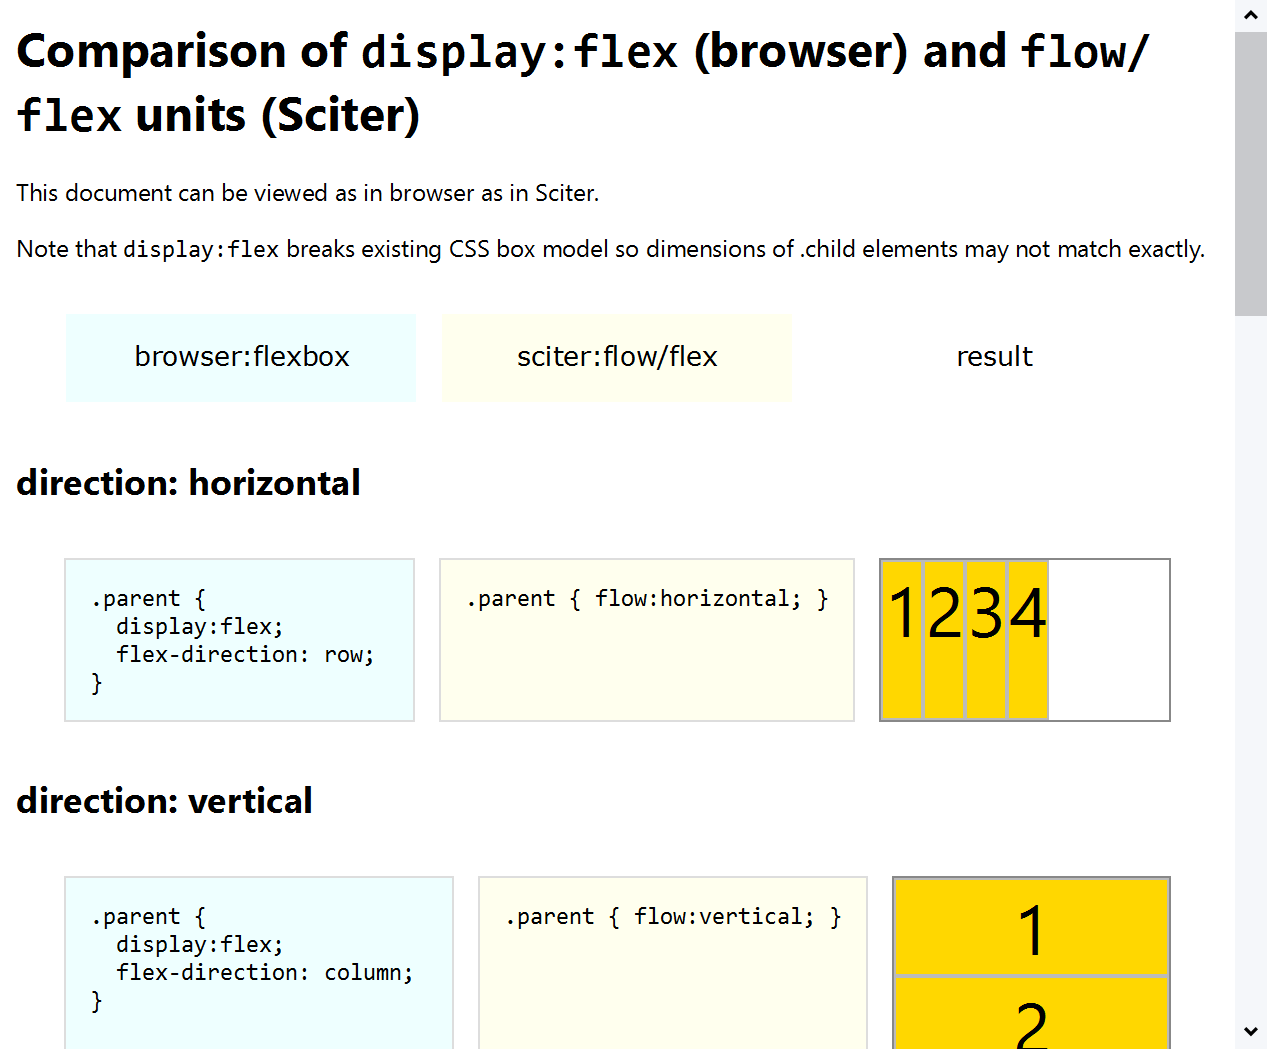 Comparison of display:flex (browser) and flow/
flex units (Sciter)
This document can be viewed as in browser as in Sciter.
Note that display:flex breaks existing CSS box model so dimensions of .child elements may not match exactly.
browser:flexbox
sciter:flow/flex
result
direction: horizontal
.parent {
  display:flex;
  flex-direction: row;
}
.parent { flow:horizontal; }
1 2 3 4
direction: vertical
.parent {
  display:flex;
  flex-direction: column;
}
.parent { flow:vertical; }
1
2